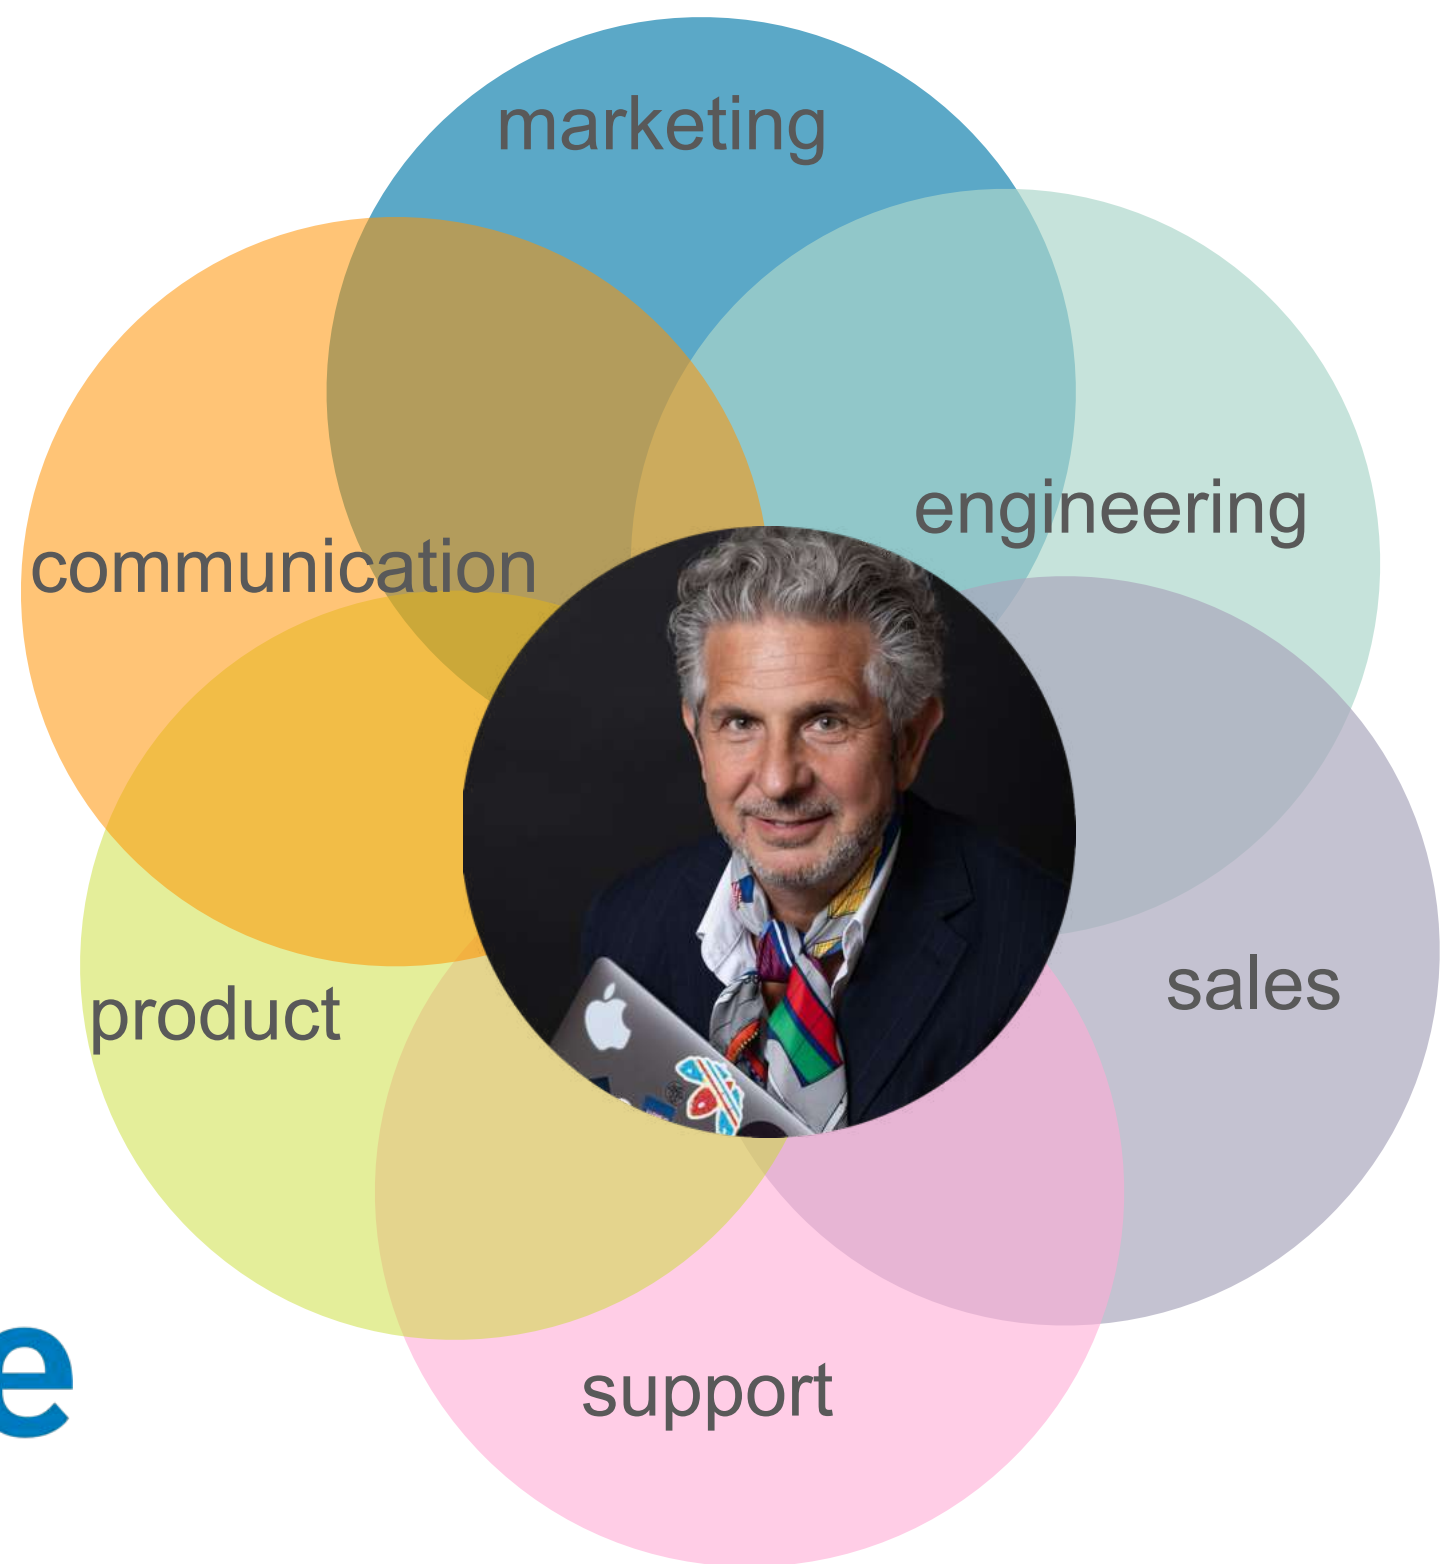 marketing
engineering
communication
sales
product
e
support